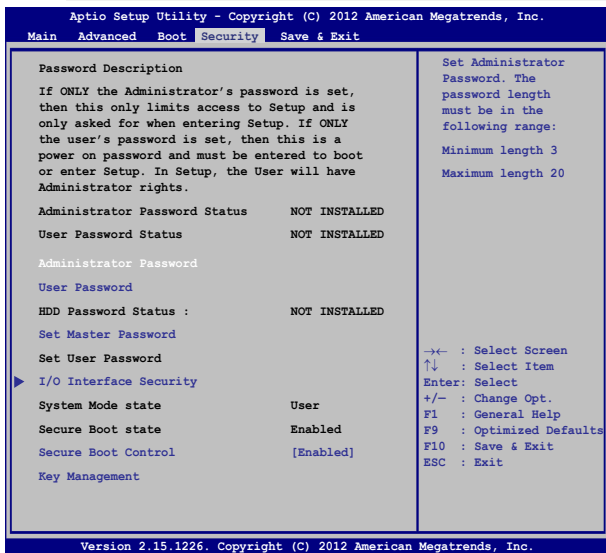 Aptio Setup Utility - Copyright (C) 2012 American Megatrends, Inc.
Main Advanced Boot Security Save & Exit
Password Description
If ONLY the Administrator's password is set,
then this only limits access to Setup and is
only asked for when entering Setup. If ONLY
the user's password is set, then this is a
power on password and must be entered to boot
or enter Setup. In Setup, the User will have
Administrator rights.
Administrator Password Status NOT INSTALLED
User Password Status NOT INSTALLED
Administrator Password
User Password
HDD Password Status : NOT INSTALLED
Set Master Password
Set User Password
I/O Interface Security
System Mode state User
Secure Boot state Enabled
Secure Boot Control [Enabled]
Key Management
Set Administrator
Password. The
password length
must be in the
following range:
Minimum length 3
Maximum length 20
→← : Select Screen
↑↓ : Select Item
Enter: Select
+/— : Change Opt.
F1 : General Help
F9 : Optimized Defaults
F10 : Save & Exit
ESC : Exit
Version 2.15.1226. Copyright (C) 2012 American Megatrends, Inc.